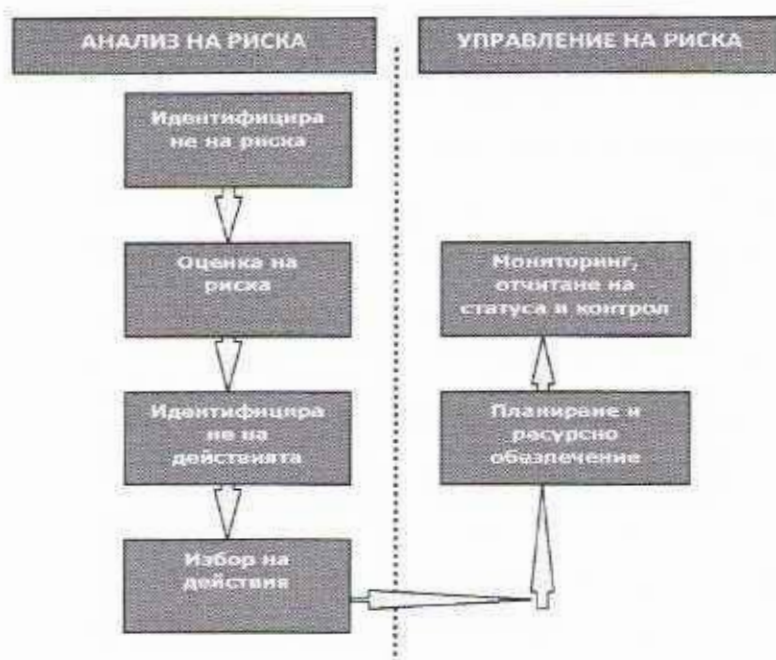 АНАЛИЗ НА РИСКА
УПРАВЛЕНИЕ НА РИСКА
Идентифицира
не на риска
Оценка на
риска
Идентифицира
не на
действията
Избор на
действия
Мониторинг,
отчитане на
статуса и контрол
Планиране и
ресурсно
обезпечение